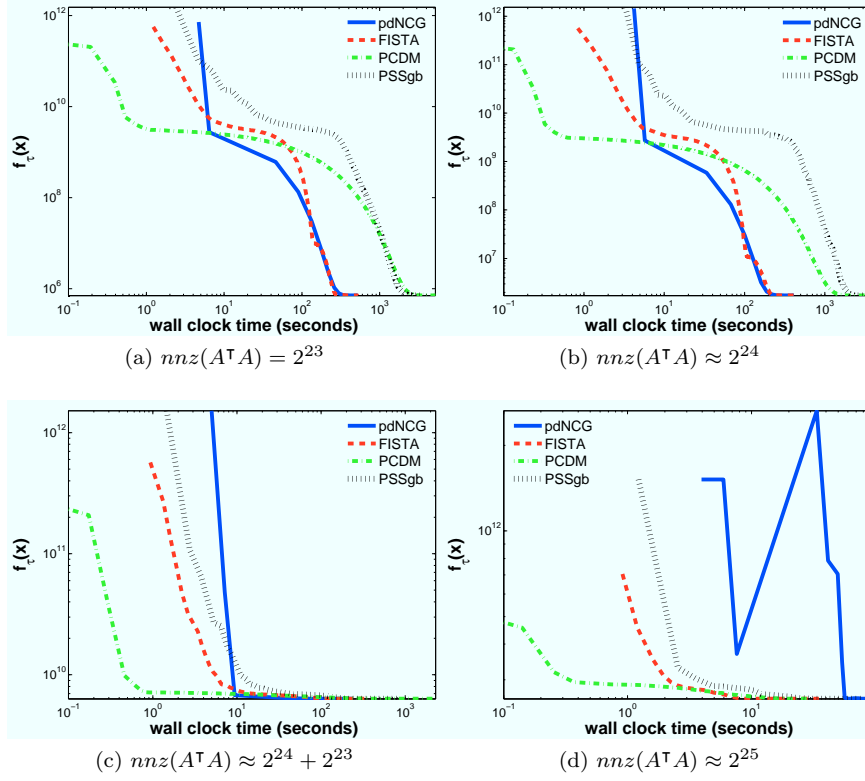 10^12
10^10
10^8
10^6
f_τ(x)
pdNCG
FISTA
PCDM
PSSgb
10^-1 10^0 10^1 10^2 10^3
wall clock time (seconds)
(a) nnz(A^⊺A) = 2^23
10^12
10^11
10^10
10^9
10^8
10^7
f_τ(x)
pdNCG
FISTA
PCDM
PSSgb
10^-1 10^0 10^1 10^2 10^3
wall clock time (seconds)
(b) nnz(A^⊺A) ≈ 2^24
10^12
10^11
10^10
f_τ(x)
pdNCG
FISTA
PCDM
PSSgb
10^-1 10^0 10^1 10^2 10^3
wall clock time (seconds)
(c) nnz(A^⊺A) ≈ 2^24 + 2^23
10^12
f_τ(x)
pdNCG
FISTA
PCDM
PSSgb
10^-1 10^0 10^1
wall clock time (seconds)
(d) nnz(A^⊺A) ≈ 2^25